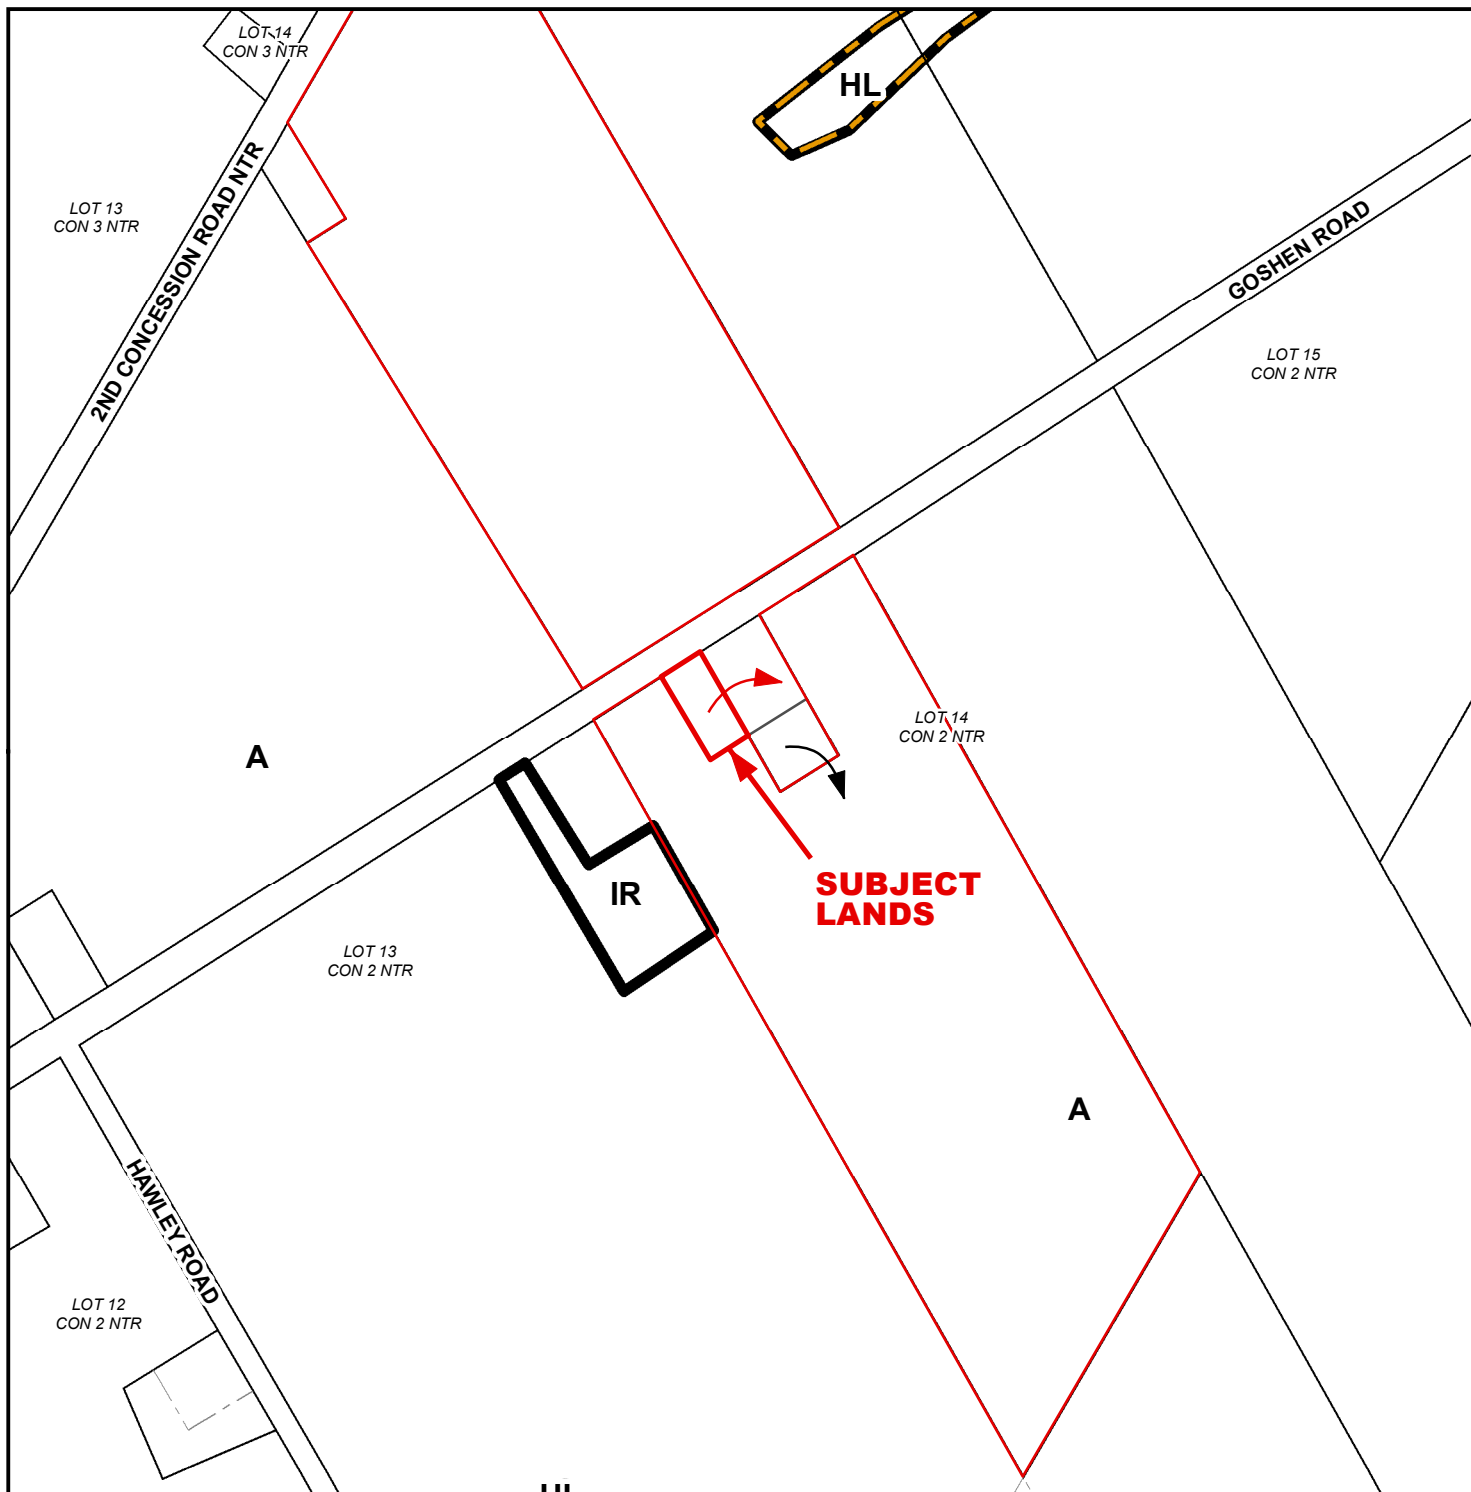 LOT 14
CON 3 NTR
HL
2ND CONCESSION ROAD NTR
LOT 13
CON 3 NTR
GOSHEN ROAD
LOT 15
CON 2 NTR
LOT 14
CON 2 NTR
A
SUBJECT
LANDS
IR
LOT 13
CON 2 NTR
A
HAWLEY ROAD
LOT 12
CON 2 NTR